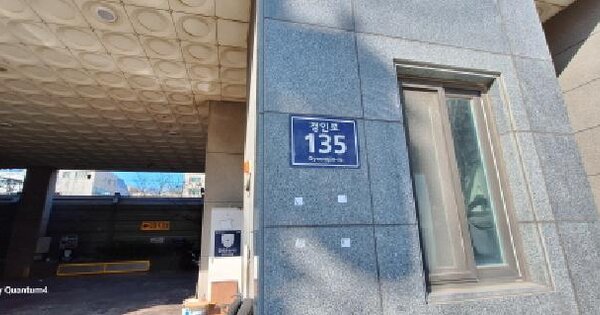 경인로
135
Gyeongin-ro
y Quantum4